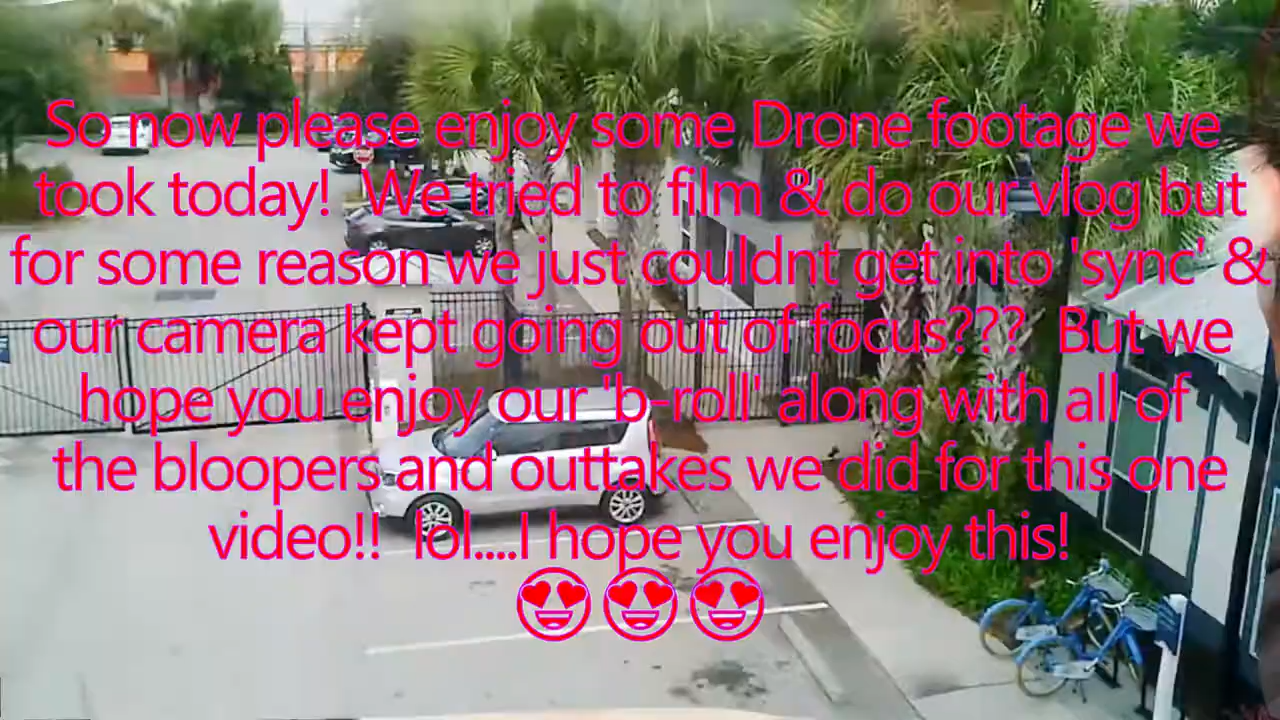 So now please enjoy some Drone footage we
took today!  We tried to film & do our vlog but
for some reason we just couldnt get into 'sync' &
our camera kept going out of focus???  But we
hope you enjoy our 'b-roll' along with all of
the bloopers and outtakes we did for this one
video!!  lol....I hope you enjoy this!
😍😍😍